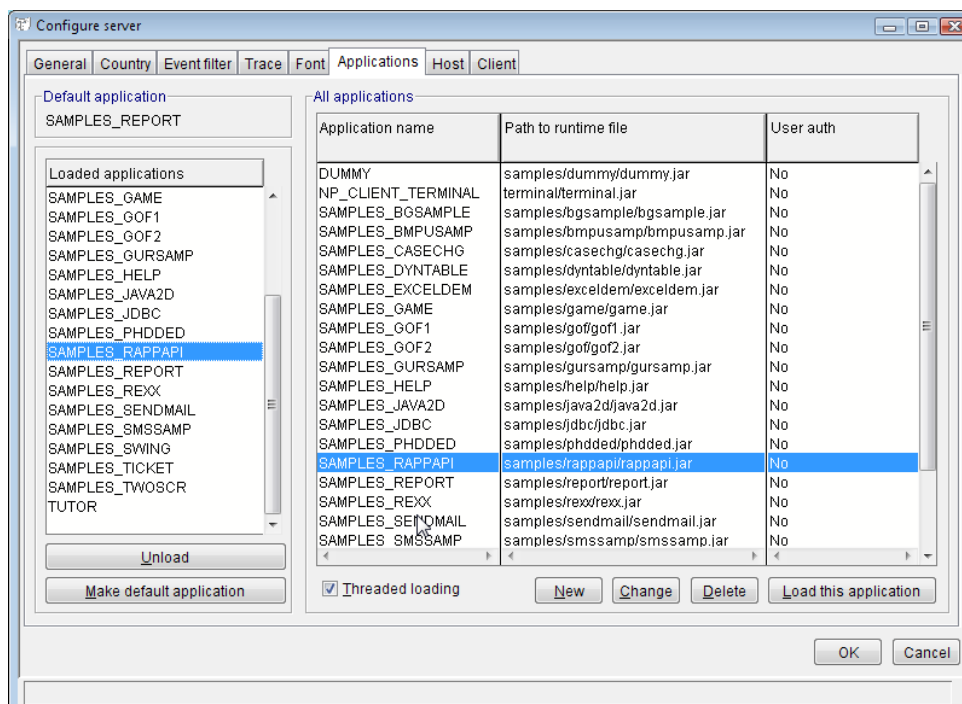 Configure server
General Country Event filter Trace Font Applications Host Client
Default application
SAMPLES_REPORT
Loaded applications
SAMPLES_GAME
SAMPLES_GOF1
SAMPLES_GOF2
SAMPLES_GURSAMP
SAMPLES_HELP
SAMPLES_JAVA2D
SAMPLES_JDBC
SAMPLES_PHDDED
SAMPLES_RAPPAPI
SAMPLES_REPORT
SAMPLES_REXX
SAMPLES_SENDMAIL
SAMPLES_SMSSAMP
SAMPLES_SWING
SAMPLES_TICKET
SAMPLES_TWOSCR
TUTOR
Unload
Make default application
All applications
Application name Path to runtime file User auth
DUMMY samples/dummy/dummy.jar No
NP_CLIENT_TERMINAL terminal/terminal.jar No
SAMPLES_BGSAMPLE samples/bgsample/bgsample.jar No
SAMPLES_BMPUSAMP samples/bmpusamp/bmpusamp.jar No
SAMPLES_CASECHG samples/casechg/casechg.jar No
SAMPLES_DYNTABLE samples/dyntable/dyntable.jar No
SAMPLES_EXCELDEM samples/exceldem/exceldem.jar No
SAMPLES_GAME samples/game/game.jar No
SAMPLES_GOF1 samples/gof/gof1.jar No
SAMPLES_GOF2 samples/gof/gof2.jar No
SAMPLES_GURSAMP samples/gursamp/gursamp.jar No
SAMPLES_HELP samples/help/help.jar No
SAMPLES_JAVA2D samples/java2d/java2d.jar No
SAMPLES_JDBC samples/jdbc/jdbc.jar No
SAMPLES_PHDDED samples/phdded/phdded.jar No
SAMPLES_RAPPAPI samples/rappapi/rappapi.jar No
SAMPLES_REPORT samples/report/report.jar No
SAMPLES_REXX samples/rexx/rexx.jar No
SAMPLES_SENDMAIL samples/sendmail/sendmail.jar No
SAMPLES_SMSSAMP samples/smssamp/smssamp.jar No
Threaded loading New Change Delete Load this application
OK Cancel